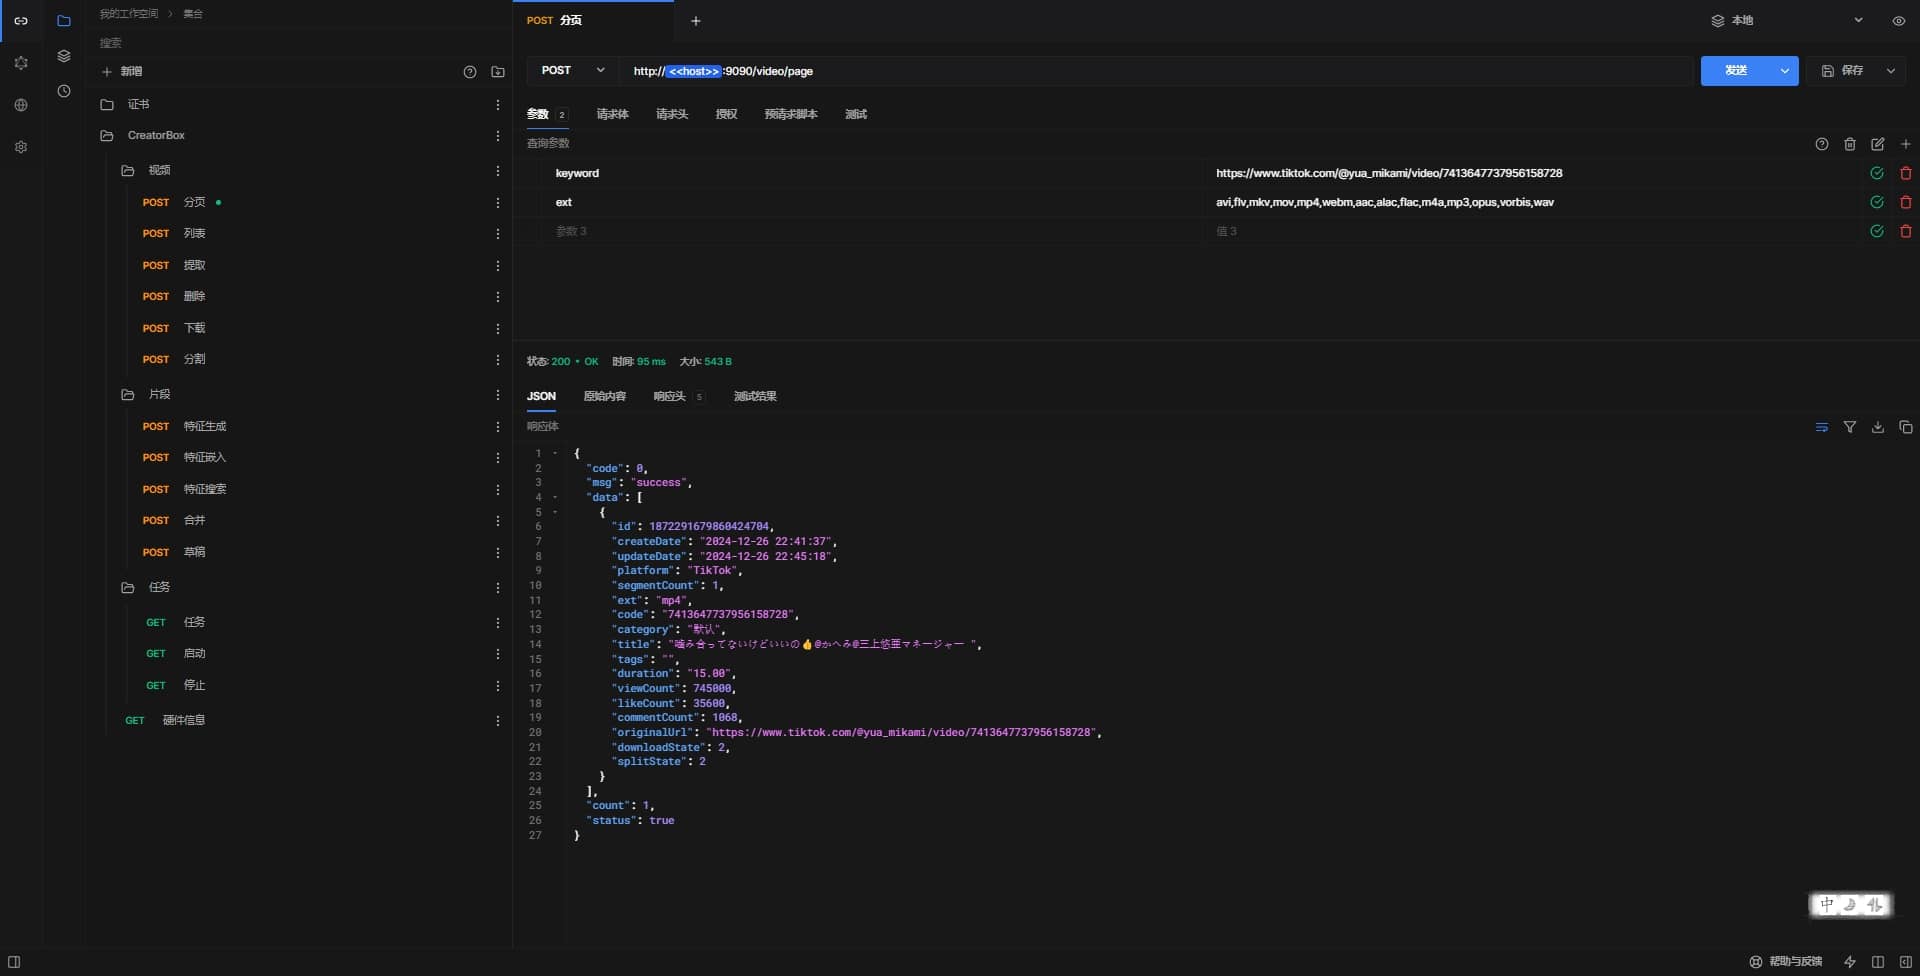 我的工作空间 > 集合
搜索
+ 新增
证书
CreatorBox
视频
POST 分页
POST 列表
POST 提取
POST 删除
POST 下载
POST 分割
片段
POST 特征生成
POST 特征嵌入
POST 特征搜索
POST 合并
POST 草稿
任务
GET 任务
GET 启动
GET 停止
GET 硬件信息
POST 分页
本地
POST http://<<host>>:9090/video/page
发送 保存
参数 2 请求体 请求头 授权 预请求脚本 测试
查询参数
keyword https://www.tiktok.com/@yua_mikami/video/7413647737956158728
ext avi,flv,mkv,mov,mp4,webm,aac,alac,flac,m4a,mp3,opus,vorbis,wav
参数 3 值 3
状态: 200 • OK 时间: 95 ms 大小: 543 B
JSON 原始内容 响应头 5 测试结果
响应体
1 {
2 "code": 0,
3 "msg": "success",
4 "data": [
5 {
6 "id": 1872291679860424704,
7 "createDate": "2024-12-26 22:41:37",
8 "updateDate": "2024-12-26 22:45:18",
9 "platform": "TikTok",
10 "segmentCount": 1,
11 "ext": "mp4",
12 "code": "7413647737956158728",
13 "category": "默认",
14 "title": "噛み合ってないけどいいの👍@かへみ@三上悠亜マネージャー ",
15 "tags": "",
16 "duration": "15.00",
17 "viewCount": 745000,
18 "likeCount": 35600,
19 "commentCount": 1068,
20 "originalUrl": "https://www.tiktok.com/@yua_mikami/video/7413647737956158728",
21 "downloadState": 2,
22 "splitState": 2
23 }
24 ],
25 "count": 1,
26 "status": true
27 }
中
帮助与反馈